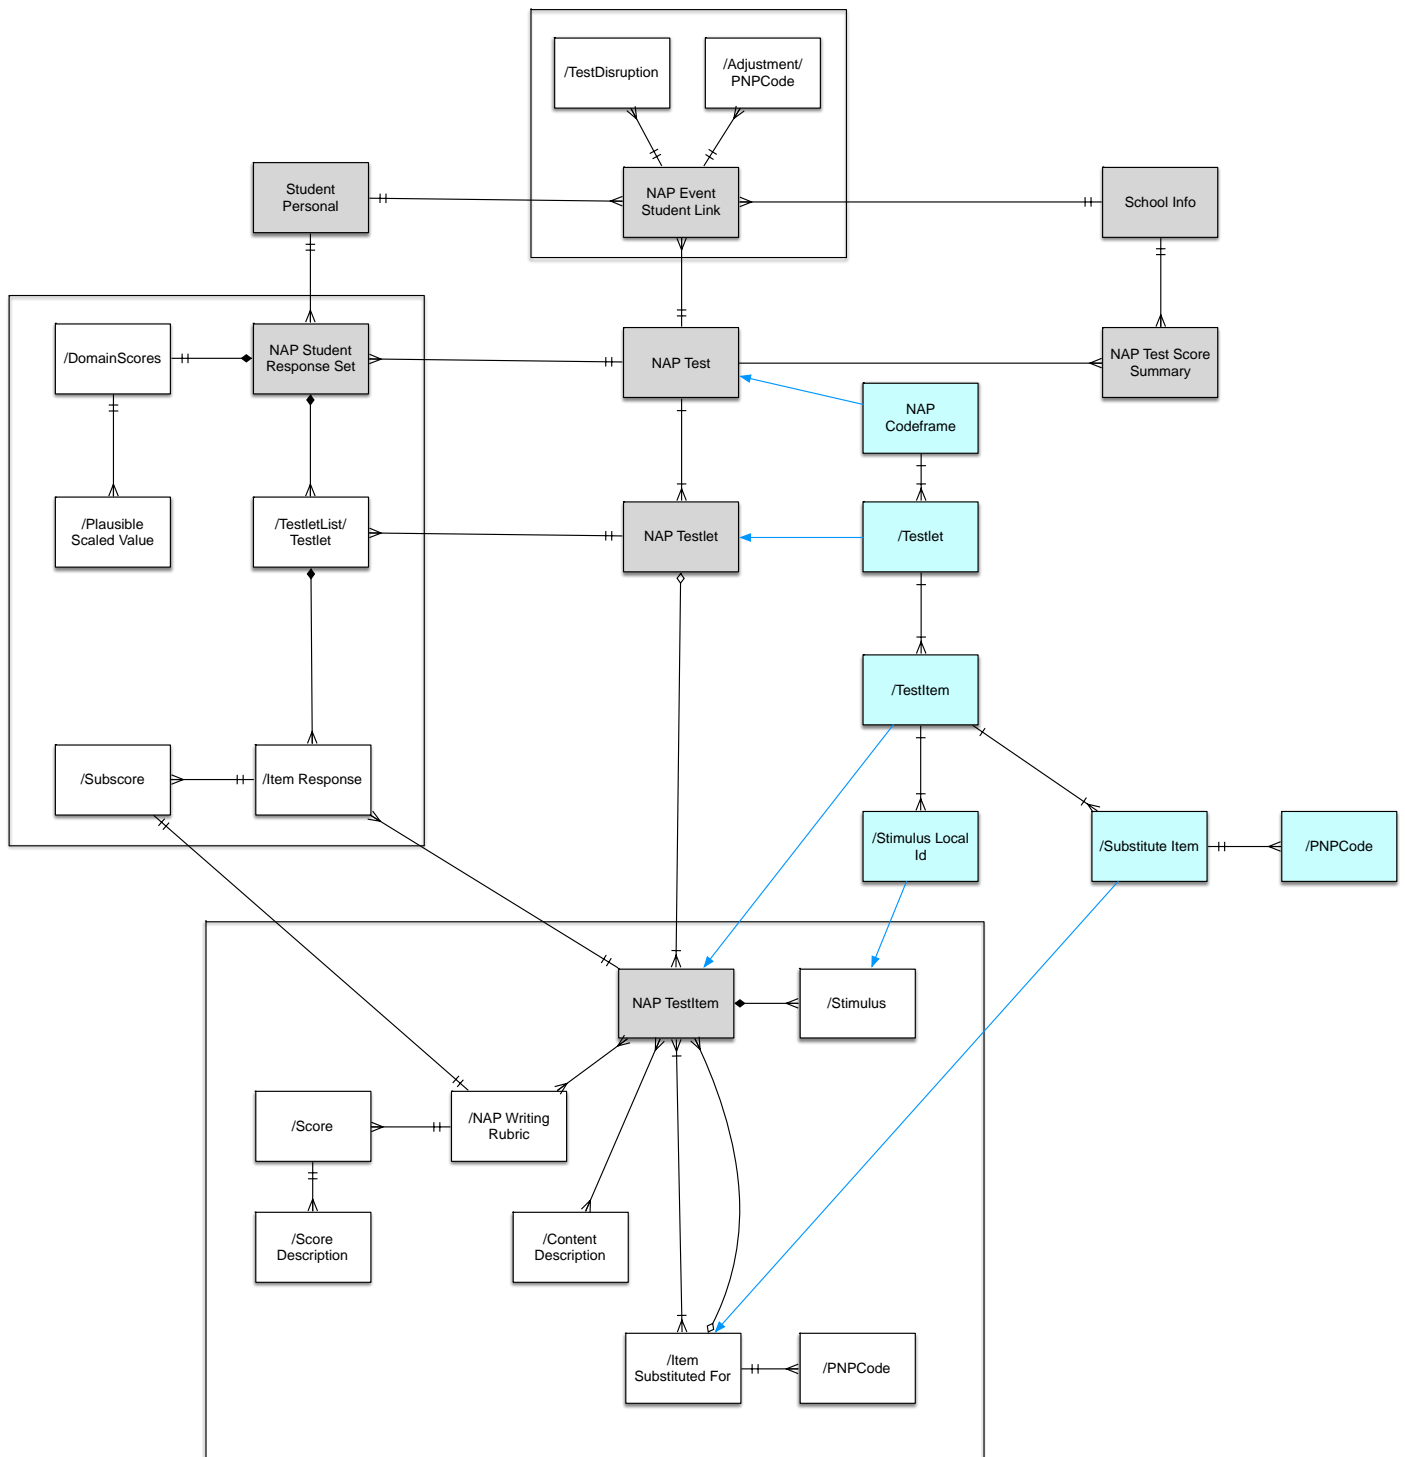 /TestDisruption
/Adjustment/
PNPCode
Student
Personal
NAP Event
Student Link
School Info
/DomainScores
NAP Student
Response Set
NAP Test
NAP Test Score
Summary
NAP
Codeframe
/Plausible
Scaled Value
/TestletList/
Testlet
NAP Testlet
/Testlet
/TestItem
/Subscore
/Item Response
/Stimulus Local
Id
/Substitute Item
/PNPCode
NAP TestItem
/Stimulus
/Score
/NAP Writing
Rubric
/Score
Description
/Content
Description
/Item
Substituted For
/PNPCode